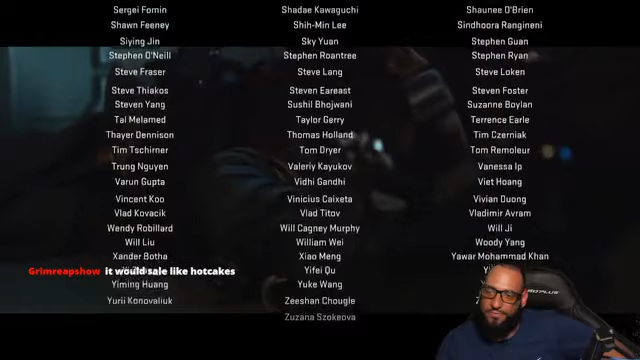 Sergei Fomin Shadae Kawaguchi Shaunee O'Brien
Shawn Feeney Shih-Min Lee Sindhoora Rangineni
Siying Jin Sky Yuan Stephen Guan
Stephen O'Neill Stephen Roantree Stephen Ryan
Steve Fraser Steve Lang Steve Loken
Steve Thiakos Steven Eareast Steven Foster
Steven Yang Sushil Bhojwani Suzanne Boylan
Tal Melamed Taylor Gerry Terrence Earle
Thayer Dennison Thomas Holland Tim Czerniak
Tim Tschirner Tom Dryer Tom Remoleur
Trung Nguyen Valeriy Kayukov Vanessa Ip
Varun Gupta Vidhi Gandhi Viet Hoang
Vincent Koo Vinicius Caixeta Vivian Duong
Vlad Kovacik Vlad Titov Vladimir Avram
Wendy Robillard Will Cagney Murphy Will Ji
Will Liu William Wei Woody Yang
Xander Botha Xiao Meng Yawar Mohammad Khan
Grimreapshow it would sale like hotcakes Yifei Qu
Yiming Huang Yuke Wang
Yurii Konovaliuk Zeeshan Chougle
Zuzana Szokeova